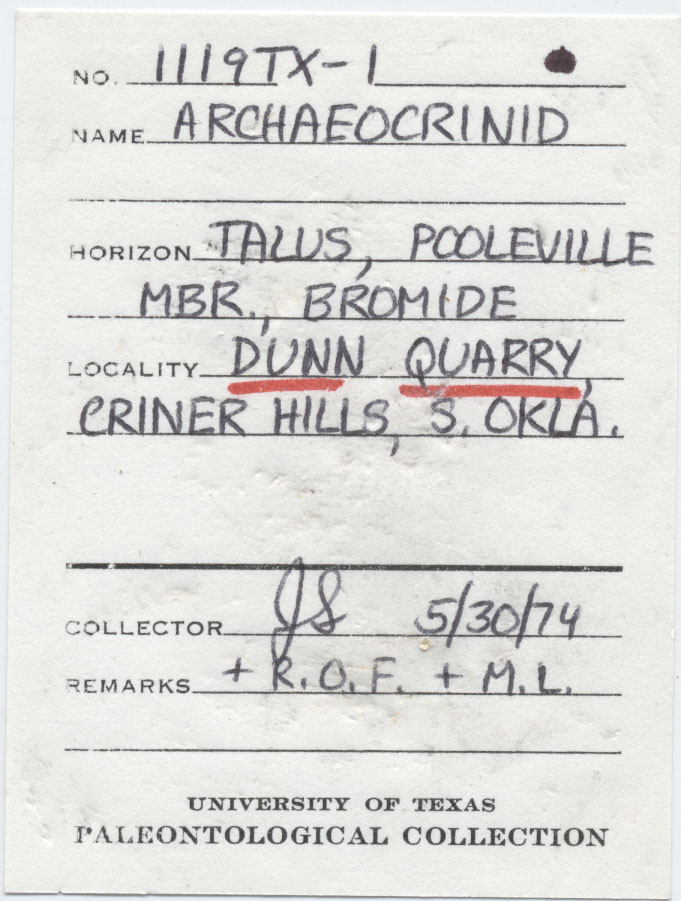 NO. 1119TX-1
NAME ARCHAEOCRINID
HORIZON TALUS, POOLEVILLE
MBR., BROMIDE
LOCALITY DUNN QUARRY,
CRINER HILLS, S. OKLA.
COLLECTOR JS 5/30/74
REMARKS + R.O.F. + M.L.
UNIVERSITY OF TEXAS
PALEONTOLOGICAL COLLECTION